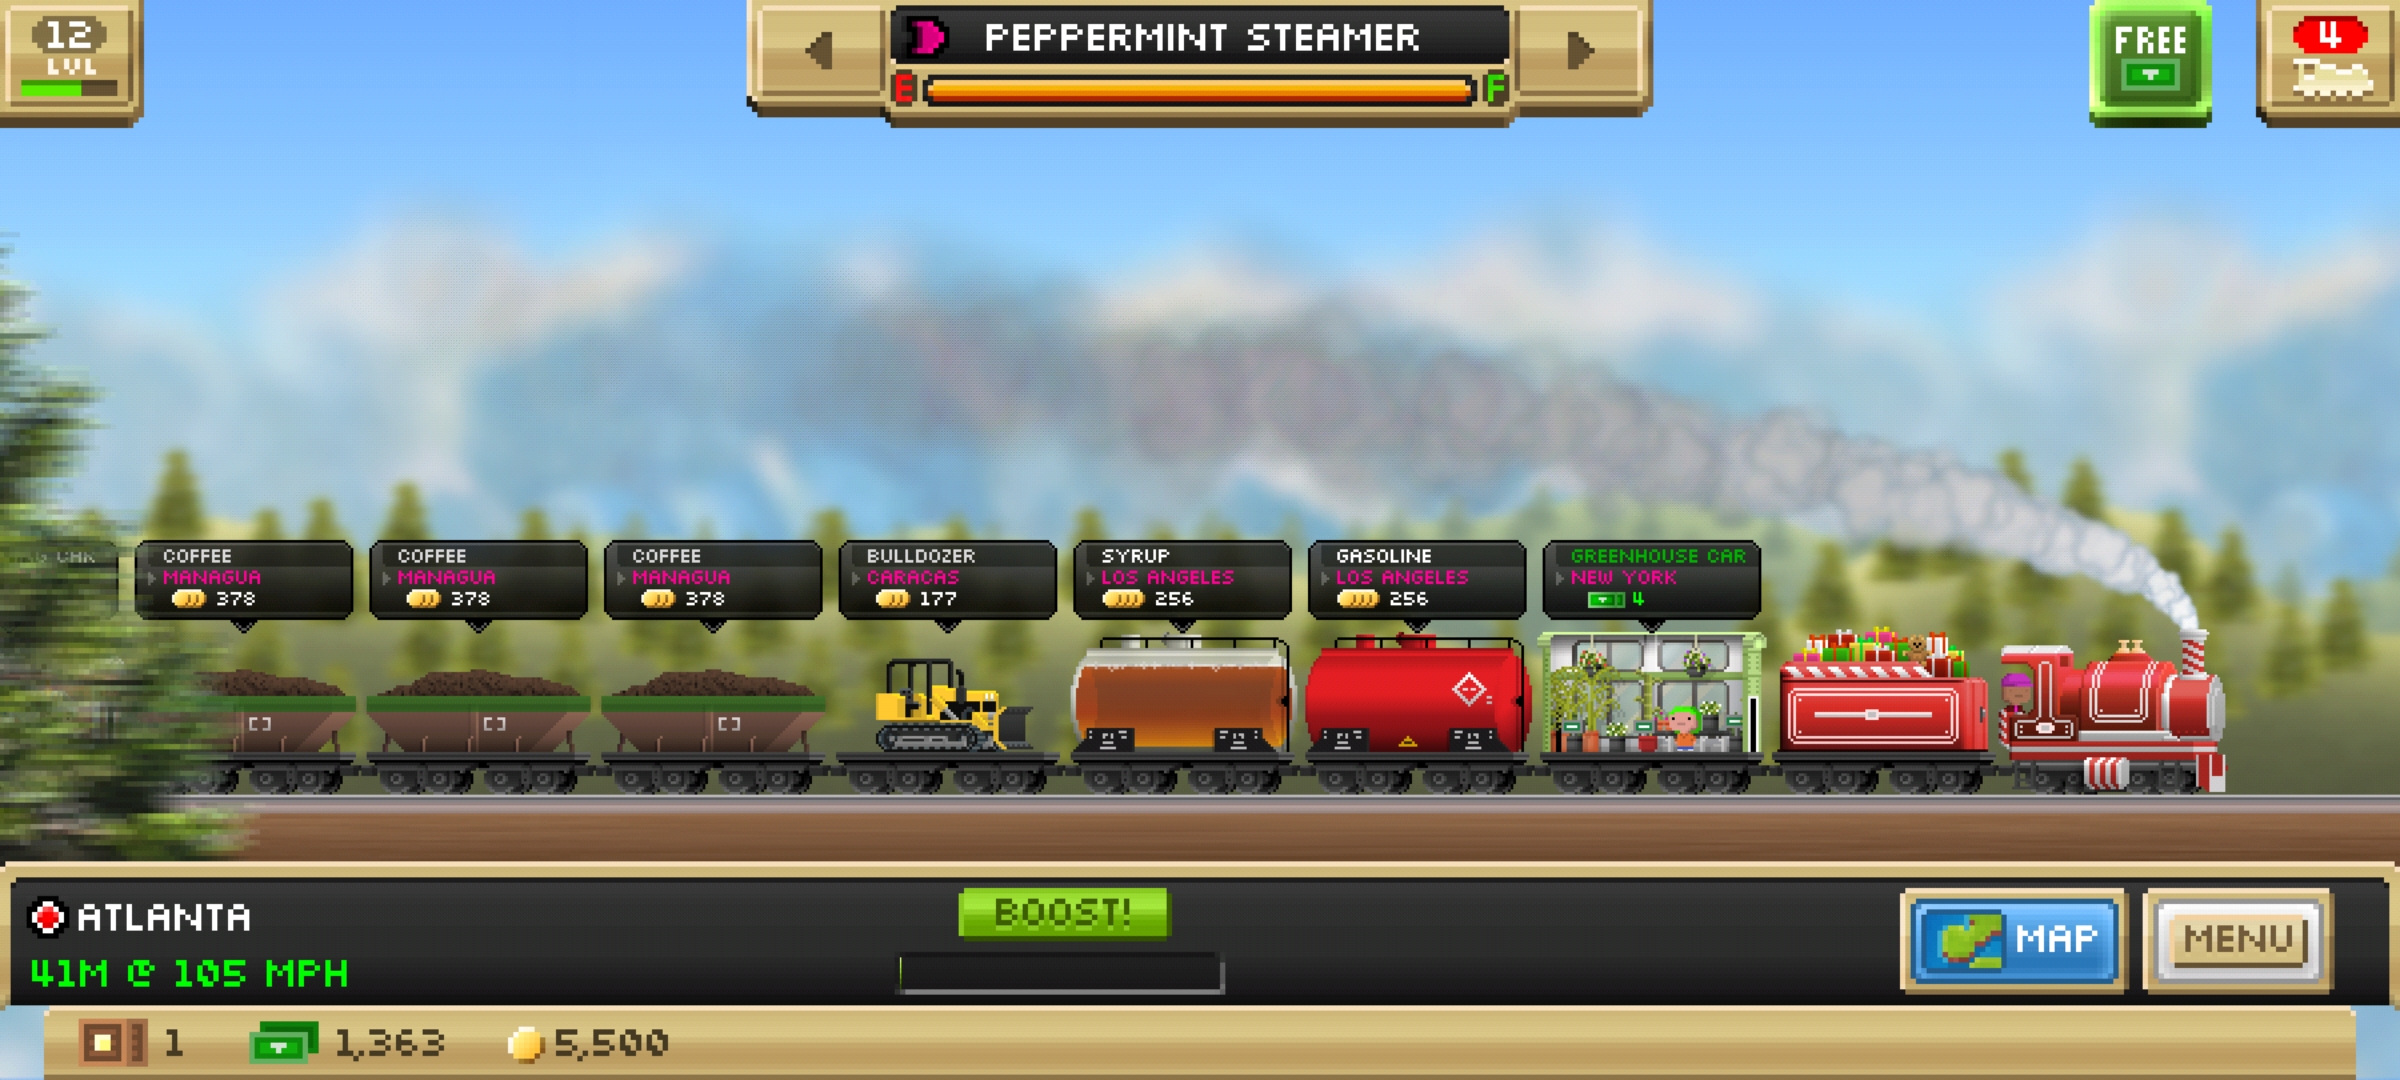 12
LVL
PEPPERMINT STEAMER
E F
FREE
4
COFFEE
MANAGUA
378
COFFEE
MANAGUA
378
COFFEE
MANAGUA
378
BULLDOZER
CARACAS
177
SYRUP
LOS ANGELES
256
GASOLINE
LOS ANGELES
256
GREENHOUSE CAR
NEW YORK
4
ATLANTA
41M @ 105 MPH
BOOST!
MAP
MENU
1
1,363
5,500